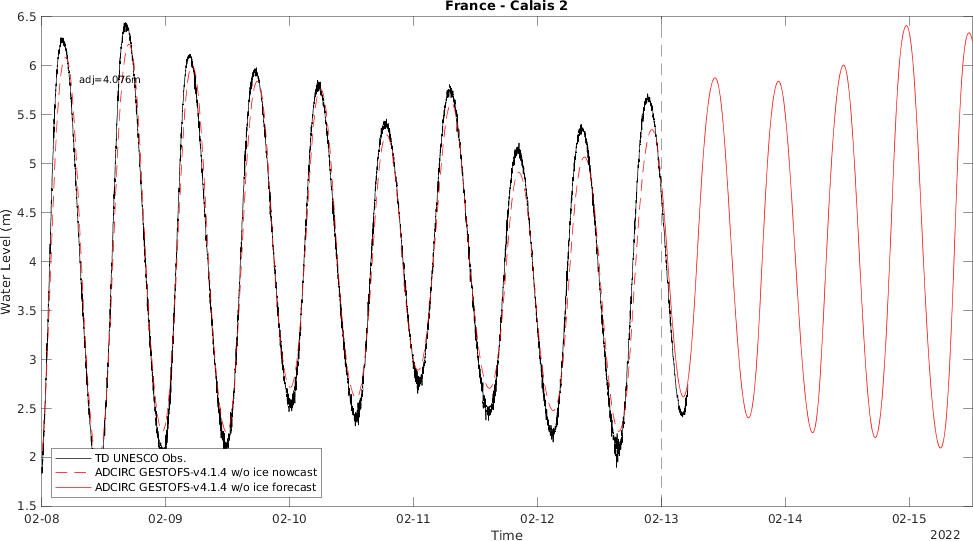 France - Calais 2
6.5
6
5.5
5
4.5
4
3.5
3
2.5
2
1.5
Water Level (m)
adj=4.076m
TD UNESCO Obs.
ADCIRC GESTOFS-v4.1.4 w/o ice nowcast
ADCIRC GESTOFS-v4.1.4 w/o ice forecast
02-08 02-09 02-10 02-11 02-12 02-13 02-14 02-15
Time
2022